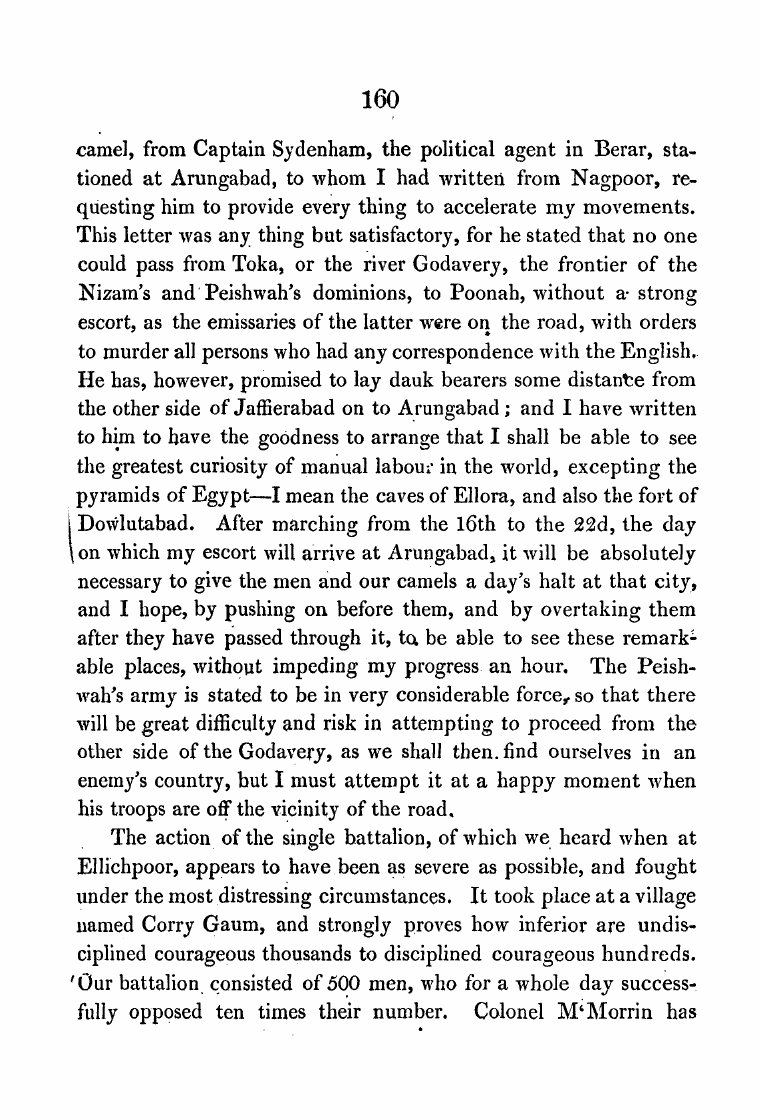 160
camel, from Captain Sydenham, the political agent in Berar, sta-
tioned at Arungabad, to whom I had written from Nagpoor, re-
questing him to provide every thing to accelerate my movements.
This letter was any thing but satisfactory, for he stated that no one
could pass from Toka, or the river Godavery, the frontier of the
Nizam's and Peishwah's dominions, to Poonah, without a strong
escort, as the emissaries of the latter were on the road, with orders
to murder all persons who had any correspondence with the English.
He has, however, promised to lay dauk bearers some distance from
the other side of Jaffierabad on to Arungabad; and I have written
to him to have the goodness to arrange that I shall be able to see
the greatest curiosity of manual labour in the world, excepting the
pyramids of Egypt—I mean the caves of Ellora, and also the fort of
Dowlutabad. After marching from the 16th to the 22d, the day
on which my escort will arrive at Arungabad, it will be absolutely
necessary to give the men and our camels a day's halt at that city,
and I hope, by pushing on before them, and by overtaking them
after they have passed through it, to be able to see these remark-
able places, without impeding my progress an hour. The Peish-
wah's army is stated to be in very considerable force, so that there
will be great difficulty and risk in attempting to proceed from the
other side of the Godavery, as we shall then find ourselves in an
enemy's country, but I must attempt it at a happy moment when
his troops are off the vicinity of the road.
The action of the single battalion, of which we heard when at
Ellichpoor, appears to have been as severe as possible, and fought
under the most distressing circumstances. It took place at a village
named Corry Gaum, and strongly proves how inferior are undis-
ciplined courageous thousands to disciplined courageous hundreds.
Our battalion consisted of 500 men, who for a whole day success-
fully opposed ten times their number. Colonel M'Morrin has